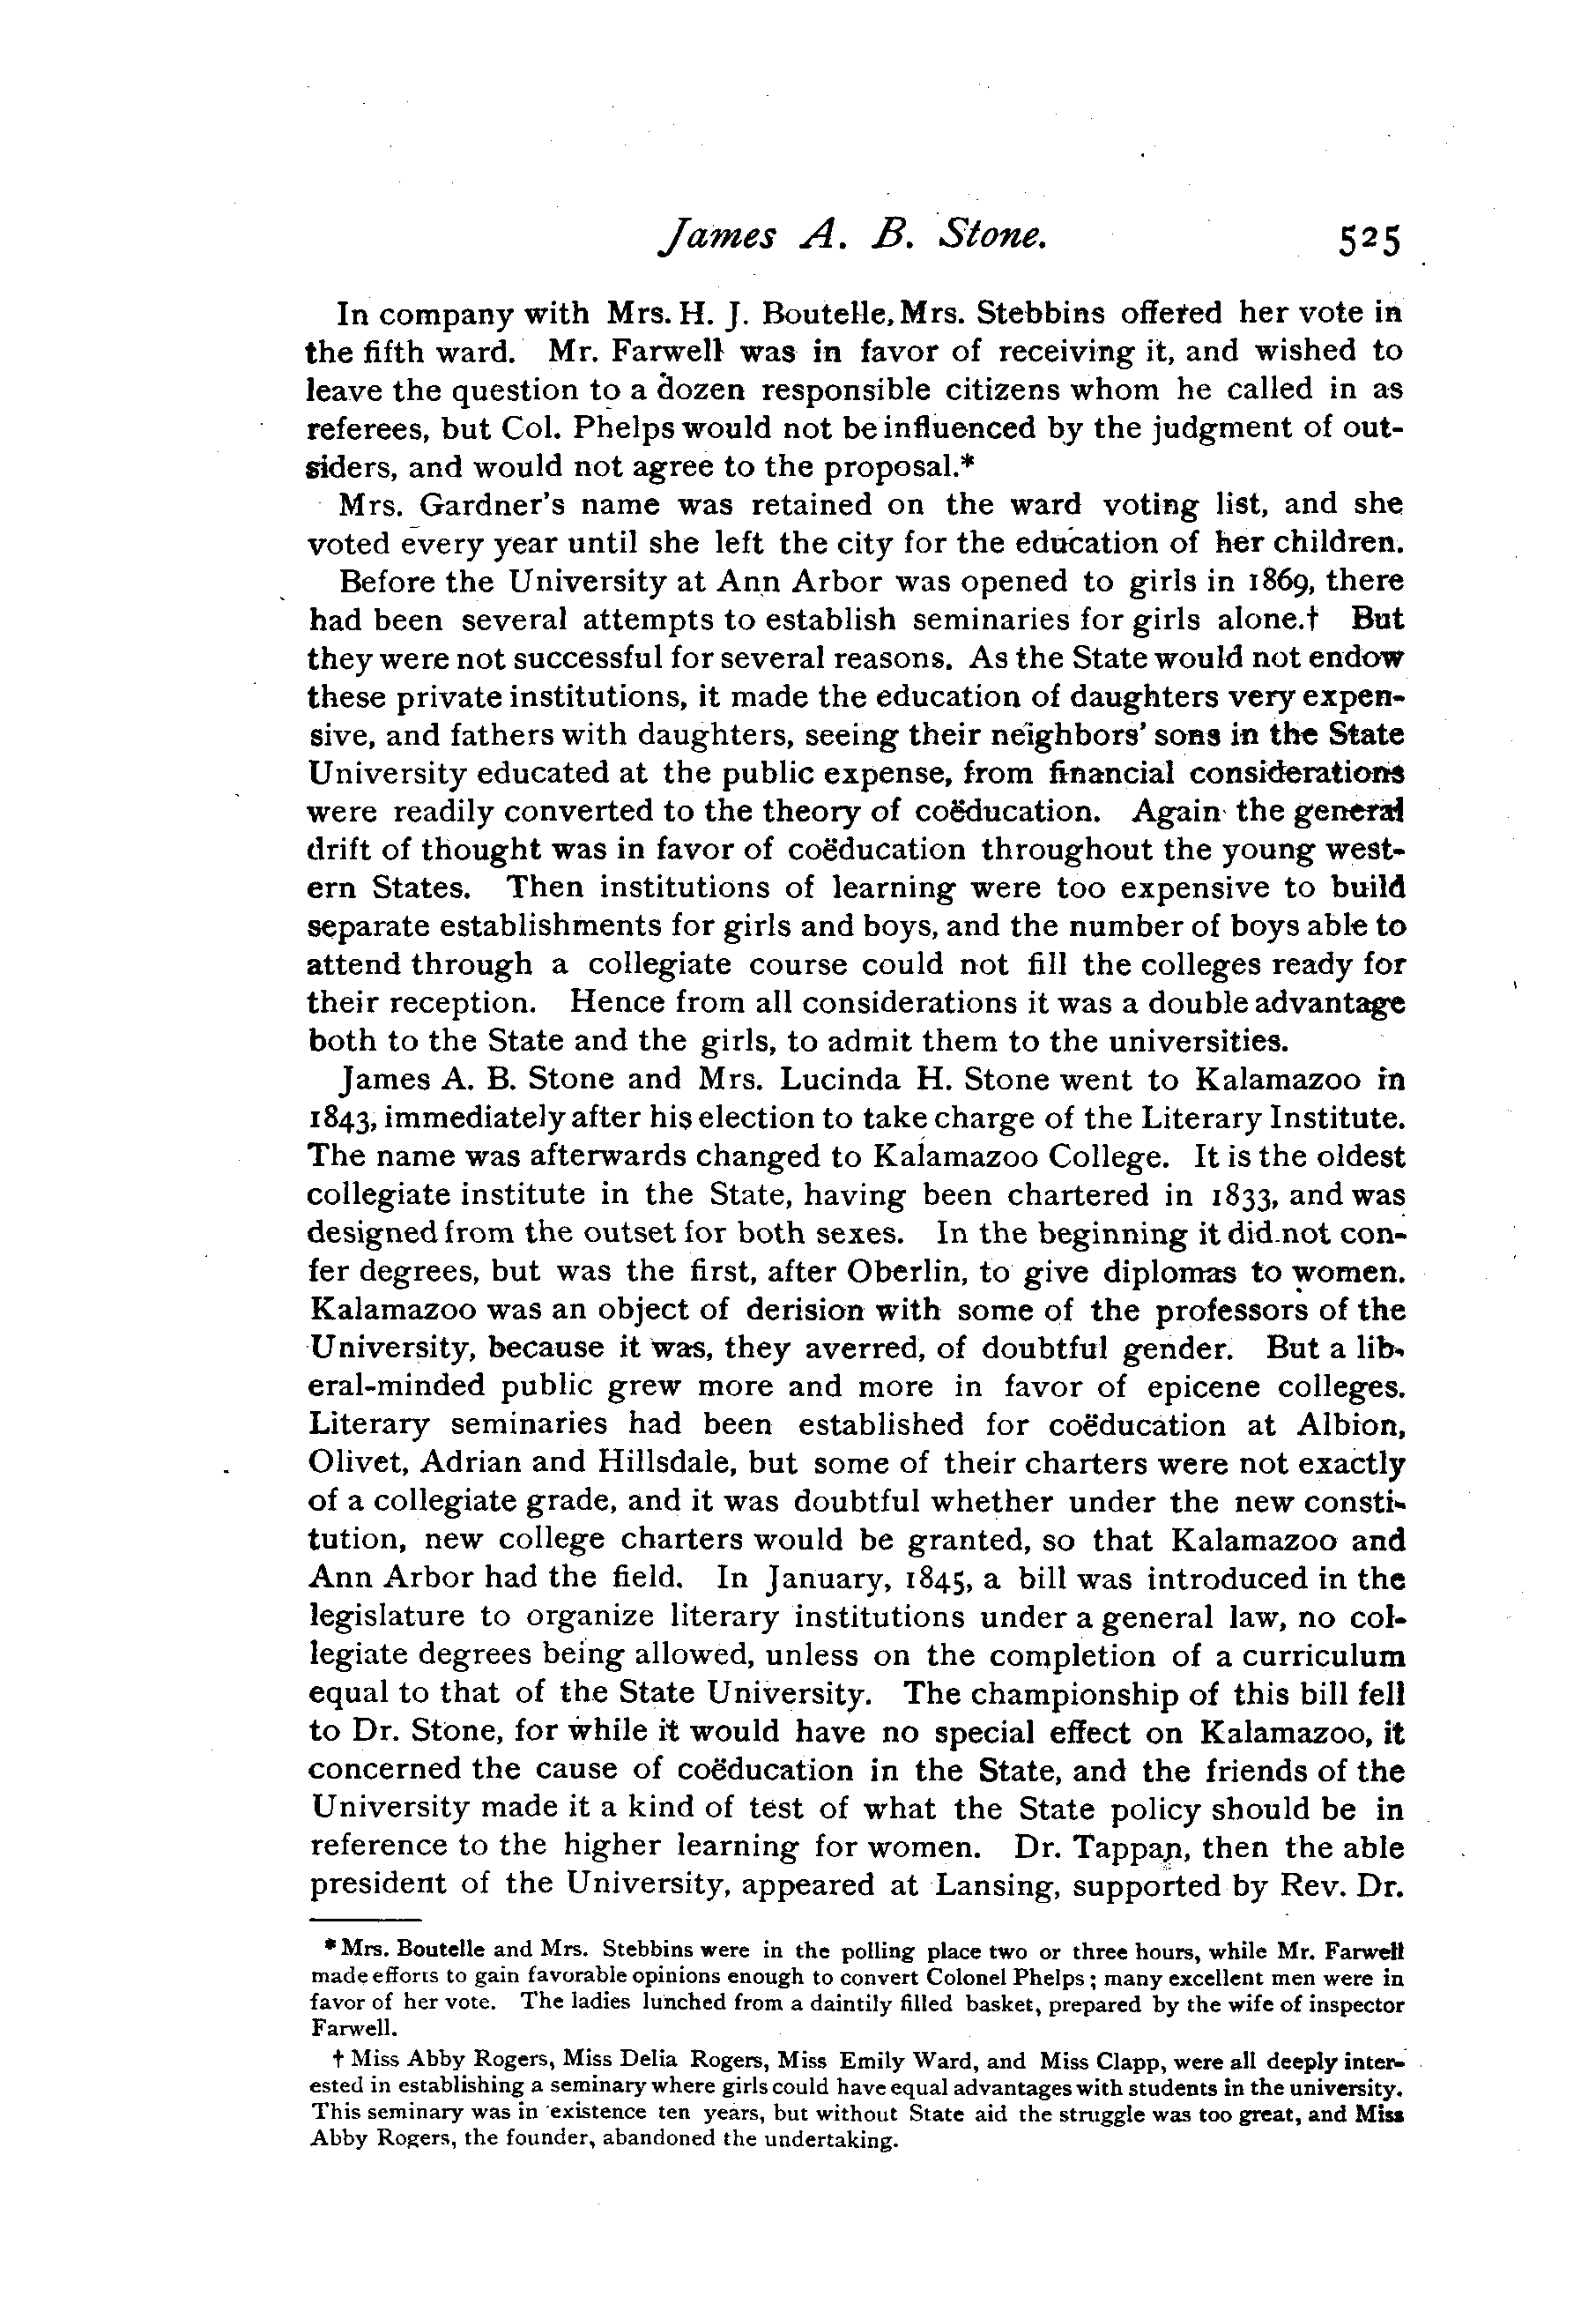 James A. B. Stone. 525
In company with Mrs. H. J. Boutelle, Mrs. Stebbins offered her vote in
the fifth ward. Mr. Farwell was in favor of receiving it, and wished to
leave the question to a dozen responsible citizens whom he called in as
referees, but Col. Phelps would not be influenced by the judgment of out-
siders, and would not agree to the proposal.*
Mrs. Gardner's name was retained on the ward voting list, and she
voted every year until she left the city for the education of her children.
Before the University at Ann Arbor was opened to girls in 1869, there
had been several attempts to establish seminaries for girls alone.† But
they were not successful for several reasons. As the State would not endow
these private institutions, it made the education of daughters very expen-
sive, and fathers with daughters, seeing their neighbors' sons in the State
University educated at the public expense, from financial considerations
were readily converted to the theory of coëducation. Again the general
drift of thought was in favor of coëducation throughout the young west-
ern States. Then institutions of learning were too expensive to build
separate establishments for girls and boys, and the number of boys able to
attend through a collegiate course could not fill the colleges ready for
their reception. Hence from all considerations it was a double advantage
both to the State and the girls, to admit them to the universities.
James A. B. Stone and Mrs. Lucinda H. Stone went to Kalamazoo in
1843, immediately after his election to take charge of the Literary Institute.
The name was afterwards changed to Kalamazoo College. It is the oldest
collegiate institute in the State, having been chartered in 1833, and was
designed from the outset for both sexes. In the beginning it did not con-
fer degrees, but was the first, after Oberlin, to give diplomas to women.
Kalamazoo was an object of derision with some of the professors of the
University, because it was, they averred, of doubtful gender. But a lib-
eral-minded public grew more and more in favor of epicene colleges.
Literary seminaries had been established for coëducation at Albion,
Olivet, Adrian and Hillsdale, but some of their charters were not exactly
of a collegiate grade, and it was doubtful whether under the new consti-
tution, new college charters would be granted, so that Kalamazoo and
Ann Arbor had the field. In January, 1845, a bill was introduced in the
legislature to organize literary institutions under a general law, no col-
legiate degrees being allowed, unless on the completion of a curriculum
equal to that of the State University. The championship of this bill fell
to Dr. Stone, for while it would have no special effect on Kalamazoo, it
concerned the cause of coëducation in the State, and the friends of the
University made it a kind of test of what the State policy should be in
reference to the higher learning for women. Dr. Tappan, then the able
president of the University, appeared at Lansing, supported by Rev. Dr.
* Mrs. Boutelle and Mrs. Stebbins were in the polling place two or three hours, while Mr. Farwell
made efforts to gain favorable opinions enough to convert Colonel Phelps; many excellent men were in
favor of her vote. The ladies lunched from a daintily filled basket, prepared by the wife of inspector
Farwell.
† Miss Abby Rogers, Miss Delia Rogers, Miss Emily Ward, and Miss Clapp, were all deeply inter-
ested in establishing a seminary where girls could have equal advantages with students in the university.
This seminary was in existence ten years, but without State aid the struggle was too great, and Miss
Abby Rogers, the founder, abandoned the undertaking.